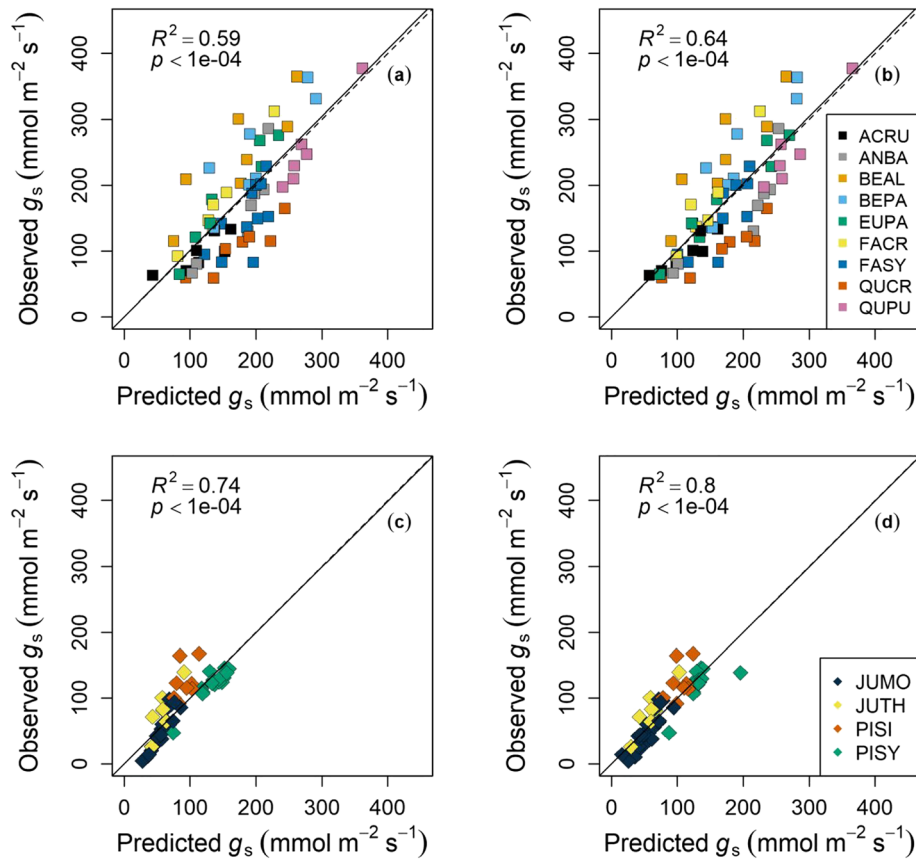 R² = 0.59
p < 1e-04
(a)
Observed gₛ (mmol m⁻² s⁻¹)
400
300
200
100
0
0 100 200 300 400
Predicted gₛ (mmol m⁻² s⁻¹)
R² = 0.64
p < 1e-04
(b)
Observed gₛ (mmol m⁻² s⁻¹)
400
300
200
100
0
ACRU
ANBA
BEAL
BEPA
EUPA
FACR
FASY
QUCR
QUPU
0 100 200 300 400
Predicted gₛ (mmol m⁻² s⁻¹)
R² = 0.74
p < 1e-04
(c)
Observed gₛ (mmol m⁻² s⁻¹)
400
300
200
100
0
0 100 200 300 400
Predicted gₛ (mmol m⁻² s⁻¹)
R² = 0.8
p < 1e-04
(d)
Observed gₛ (mmol m⁻² s⁻¹)
400
300
200
100
0
JUMO
JUTH
PISI
PISY
0 100 200 300 400
Predicted gₛ (mmol m⁻² s⁻¹)